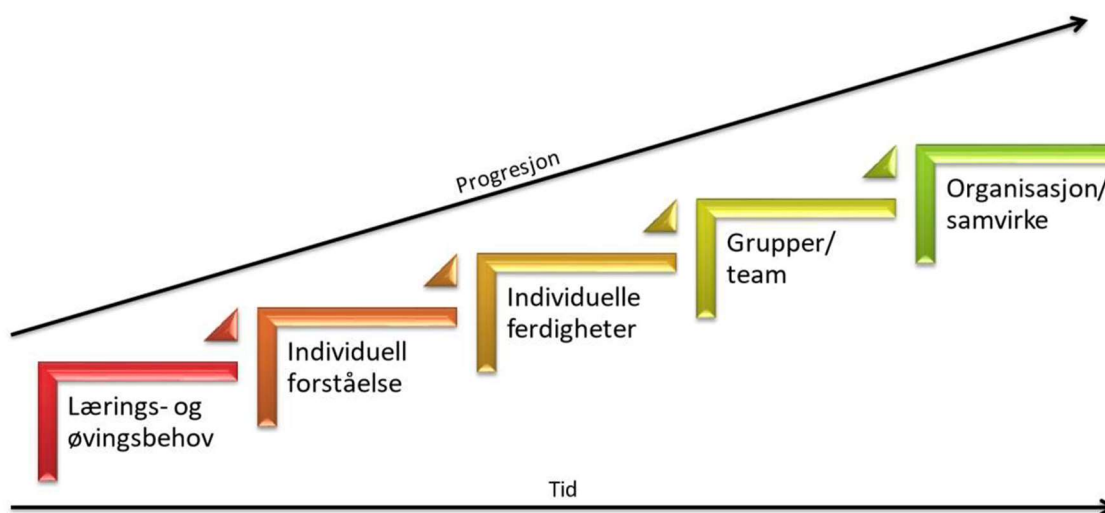 Progresjon
Organisasjon/
samvirke
Grupper/
team
Individuelle
ferdigheter
Individuell
forståelse
Lærings- og
øvingsbehov
Tid